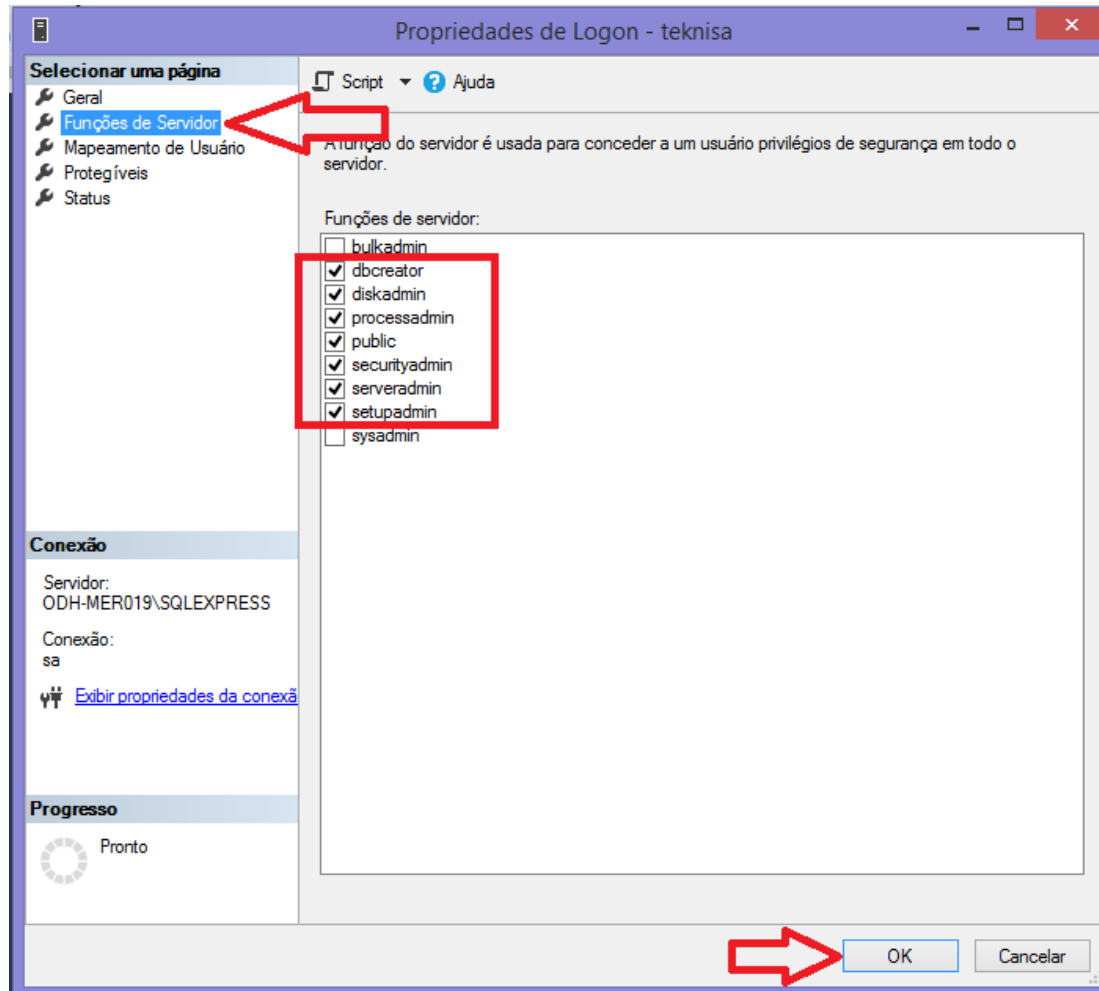 Propriedades de Logon - teknisa
Selecionar uma página
Geral
Funções de Servidor
Mapeamento de Usuário
Protegíveis
Status
Script
Ajuda
A função do servidor é usada para conceder a um usuário privilégios de segurança em todo o
servidor.
Funções de servidor:
bulkadmin
dbcreator
diskadmin
processadmin
public
securityadmin
serveradmin
setupadmin
sysadmin
Conexão
Servidor:
ODH-MER019\SQLEXPRESS
Conexão:
sa
Exibir propriedades da conexã
Progresso
Pronto
OK
Cancelar